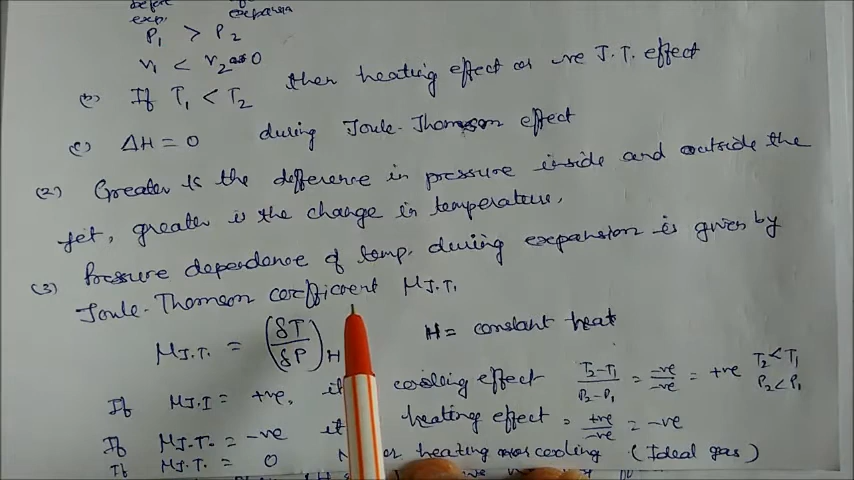 before
exp. expansion
P₁ > P₂
V₁ < V₂
(b) If T₁ < T₂ then heating effect or -ve J.T. effect
(c) ΔH = 0 during Joule-Thomson effect
(2) Greater is the difference in pressure inside and outside the
jet, greater is the change in temperature,
(3) Pressure dependence of temp. during expansion is given by
Joule-Thomson coefficient μJ.T.
μJ.T. = (δT/δP)H H = constant heat
If μJ.T = +ve, cooling effect T₂-T₁/P₂-P₁ = -ve/-ve = +ve T₂<T₁ P₂<P₁
If μJ.T. = -ve heating effect = +ve/-ve = -ve
If μJ.T. = 0 heating nor cooling (Ideal gas)